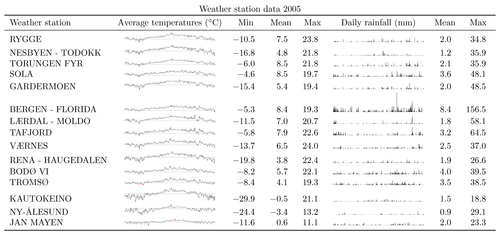 Weather station data 2005
Weather station Average temperatures (°C) Min Mean Max Daily rainfall (mm) Mean Max
RYGGE −10.5 7.5 23.8 2.0 34.8
NESBYEN - TODOKK −16.8 4.8 21.8 1.2 35.9
TORUNGEN FYR −6.0 8.5 21.8 2.1 35.9
SOLA −4.6 8.5 19.7 3.6 48.1
GARDERMOEN −15.4 5.4 19.4 2.0 48.5
BERGEN - FLORIDA −5.3 8.4 19.3 8.4 156.5
LÆRDAL - MOLDO −11.5 7.0 20.7 1.8 58.1
TAFJORD −5.8 7.9 22.6 3.2 64.5
VÆRNES −13.7 6.5 24.0 2.5 37.0
RENA - HAUGEDALEN −19.8 3.8 22.4 1.9 26.6
BODØ VI −8.2 5.7 22.1 4.0 39.5
TROMSØ −8.4 4.1 19.3 3.5 38.5
KAUTOKEINO −29.9 −0.5 21.1 1.5 18.8
NY-ÅLESUND −24.4 −3.4 13.2 0.9 29.1
JAN MAYEN −11.6 0.6 11.1 2.0 23.3